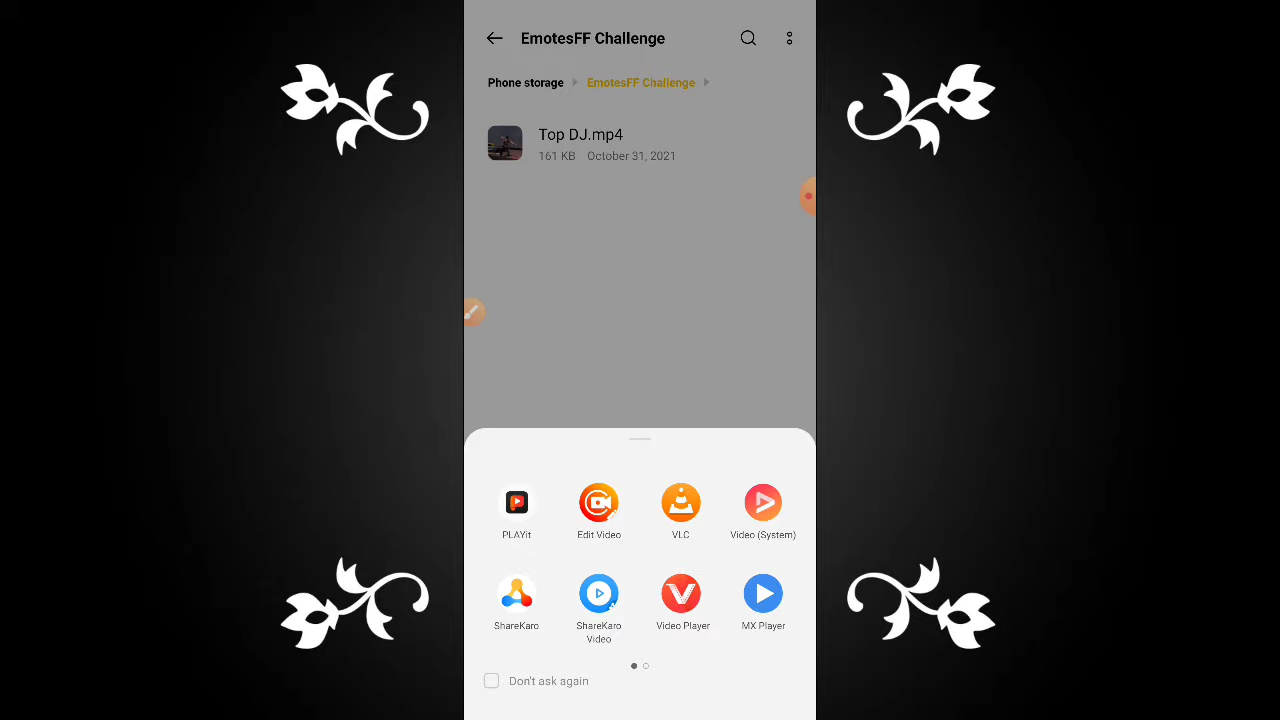 EmotesFF Challenge
Phone storage EmotesFF Challenge
Top DJ.mp4
161 KB October 31, 2021
PLAYit Edit Video VLC Video (System)
ShareKaro ShareKaro Video Video Player MX Player
Don't ask again